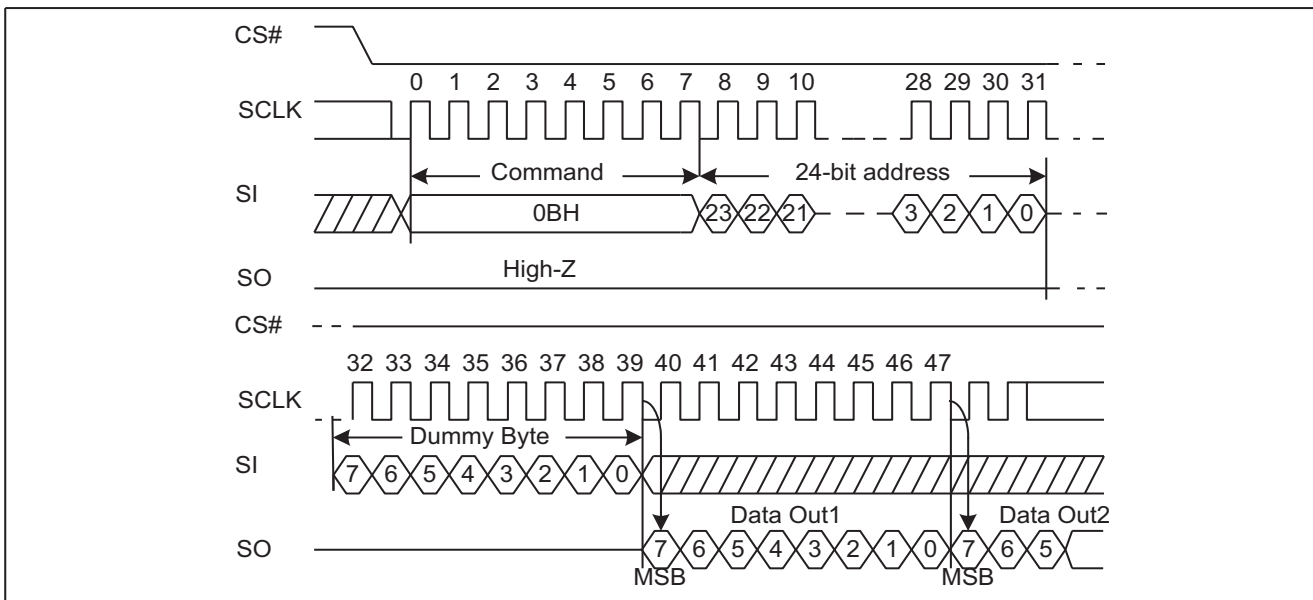 CS#
0 1 2 3 4 5 6 7 8 9 10 28 29 30 31
SCLK
Command 24-bit address
SI
0BH 23 22 21 3 2 1 0
High-Z
SO
CS#
32 33 34 35 36 37 38 39 40 41 42 43 44 45 46 47
SCLK
Dummy Byte
SI 7 6 5 4 3 2 1 0
Data Out1 Data Out2
SO 7 6 5 4 3 2 1 0 7 6 5
MSB MSB